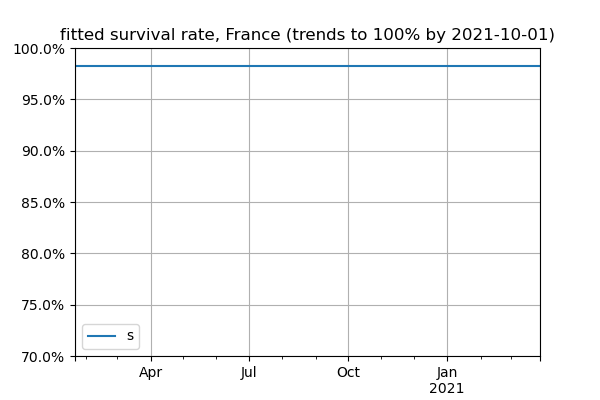 fitted survival rate, France (trends to 100% by 2021-10-01)
100.0%
95.0%
90.0%
85.0%
80.0%
75.0%
70.0%
s
Apr Jul Oct Jan
2021